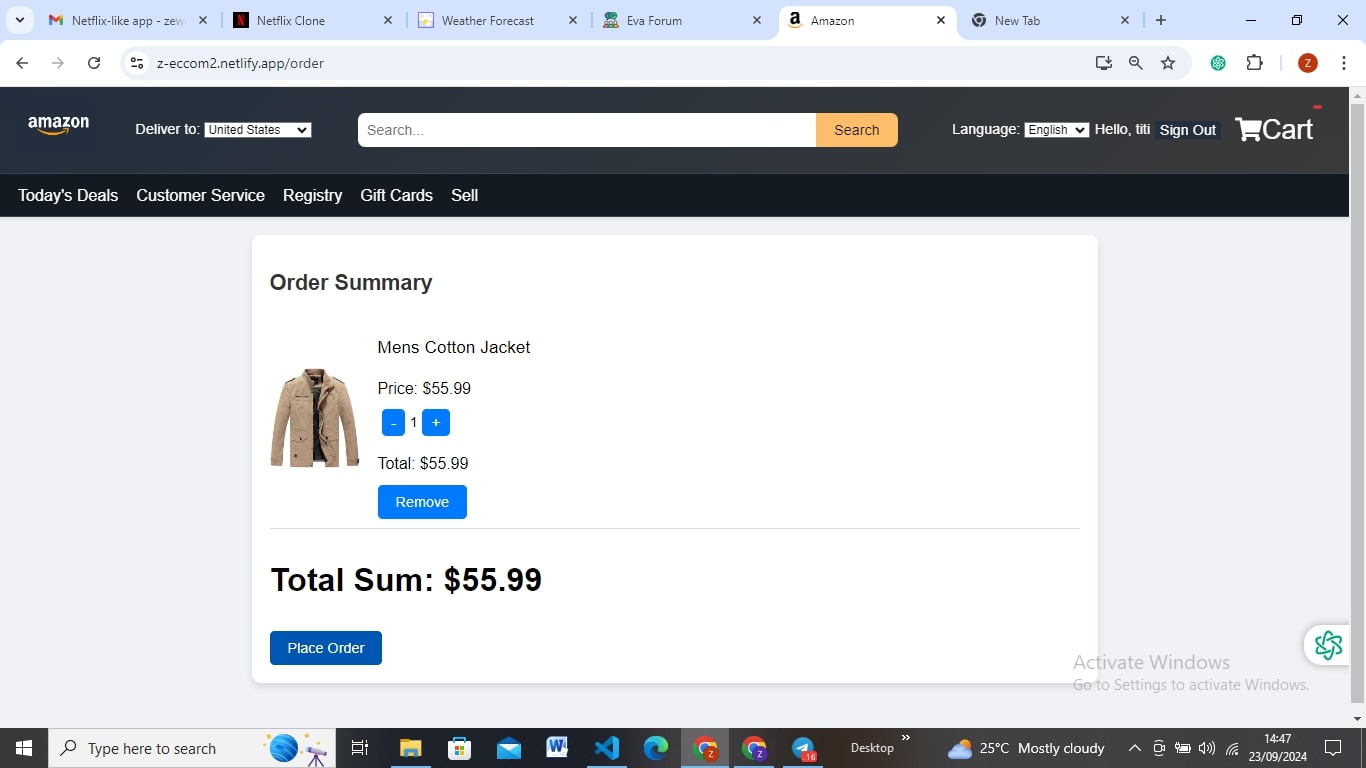 Netflix-like app - zew
Netflix Clone
Weather Forecast
Eva Forum
Amazon
New Tab
z-eccom2.netlify.app/order
Z
amazon
Deliver to: United States
Search...
Search
Language: English Hello, titi Sign Out
Cart
Today's Deals Customer Service Registry Gift Cards Sell
Order Summary
Mens Cotton Jacket
Price: $55.99
- 1 +
Total: $55.99
Remove
Total Sum: $55.99
Place Order
Activate Windows
Go to Settings to activate Windows.
Type here to search
Desktop
25°C Mostly cloudy
14:47
23/09/2024